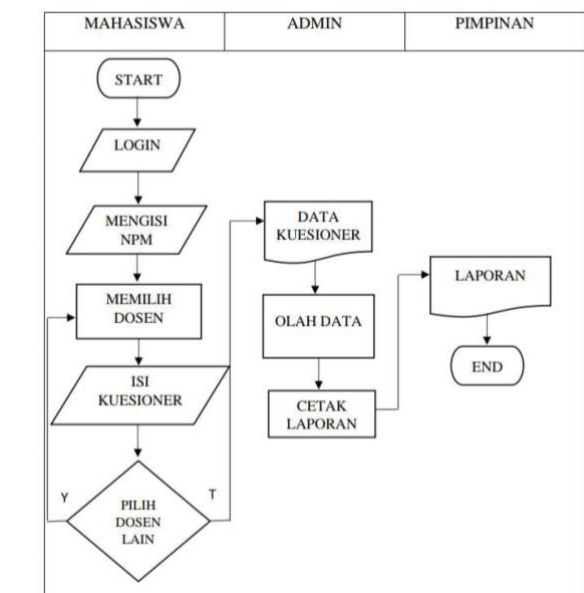 MAHASISWA
ADMIN
PIMPINAN
START
LOGIN
MENGISI
NPM
MEMILIH
DOSEN
ISI
KUESIONER
PILIH
DOSEN
LAIN
Y
T
DATA
KUESIONER
OLAH DATA
CETAK
LAPORAN
LAPORAN
END